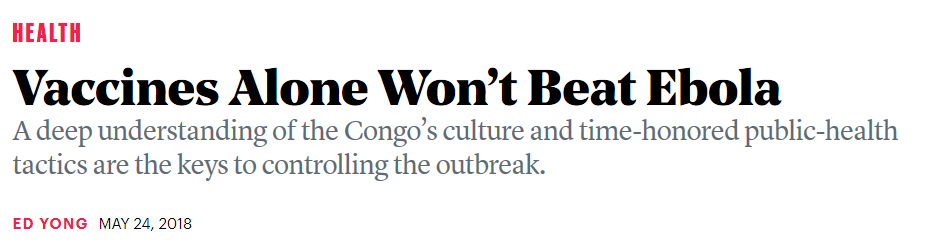 HEALTH
Vaccines Alone Won't Beat Ebola
A deep understanding of the Congo's culture and time-honored public-health
tactics are the keys to controlling the outbreak.
ED YONG MAY 24, 2018